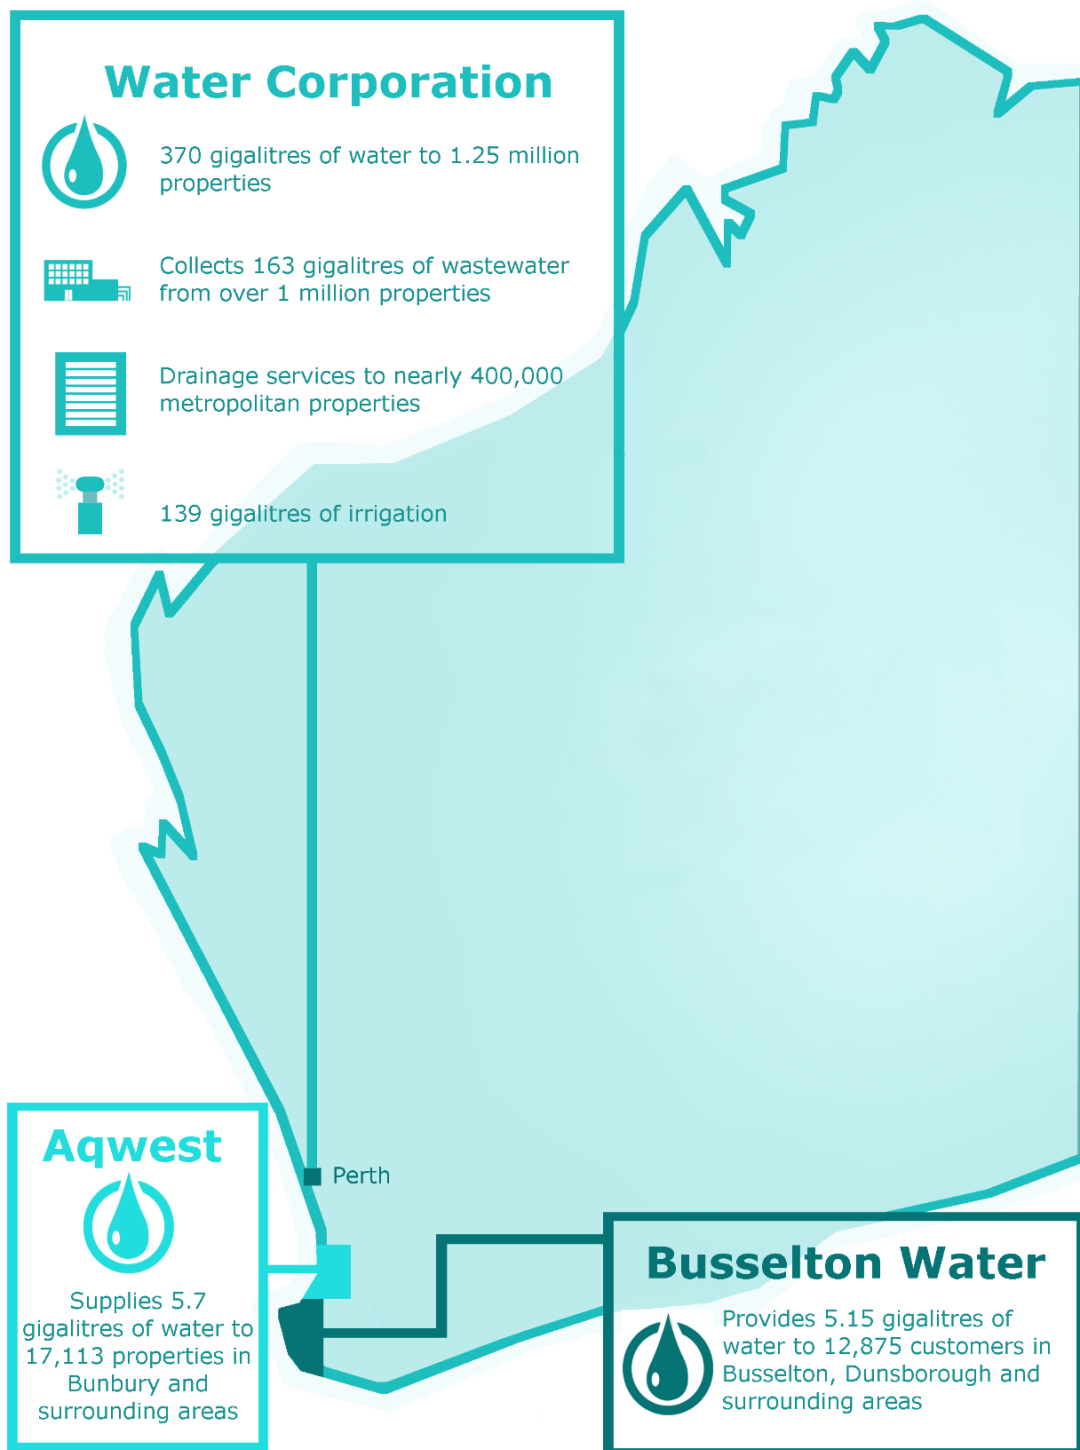 Water Corporation
370 gigalitres of water to 1.25 million
properties
Collects 163 gigalitres of wastewater
from over 1 million properties
Drainage services to nearly 400,000
metropolitan properties
139 gigalitres of irrigation
Perth
Aqwest
Supplies 5.7
gigalitres of water to
17,113 properties in
Bunbury and
surrounding areas
Busselton Water
Provides 5.15 gigalitres of
water to 12,875 customers in
Busselton, Dunsborough and
surrounding areas